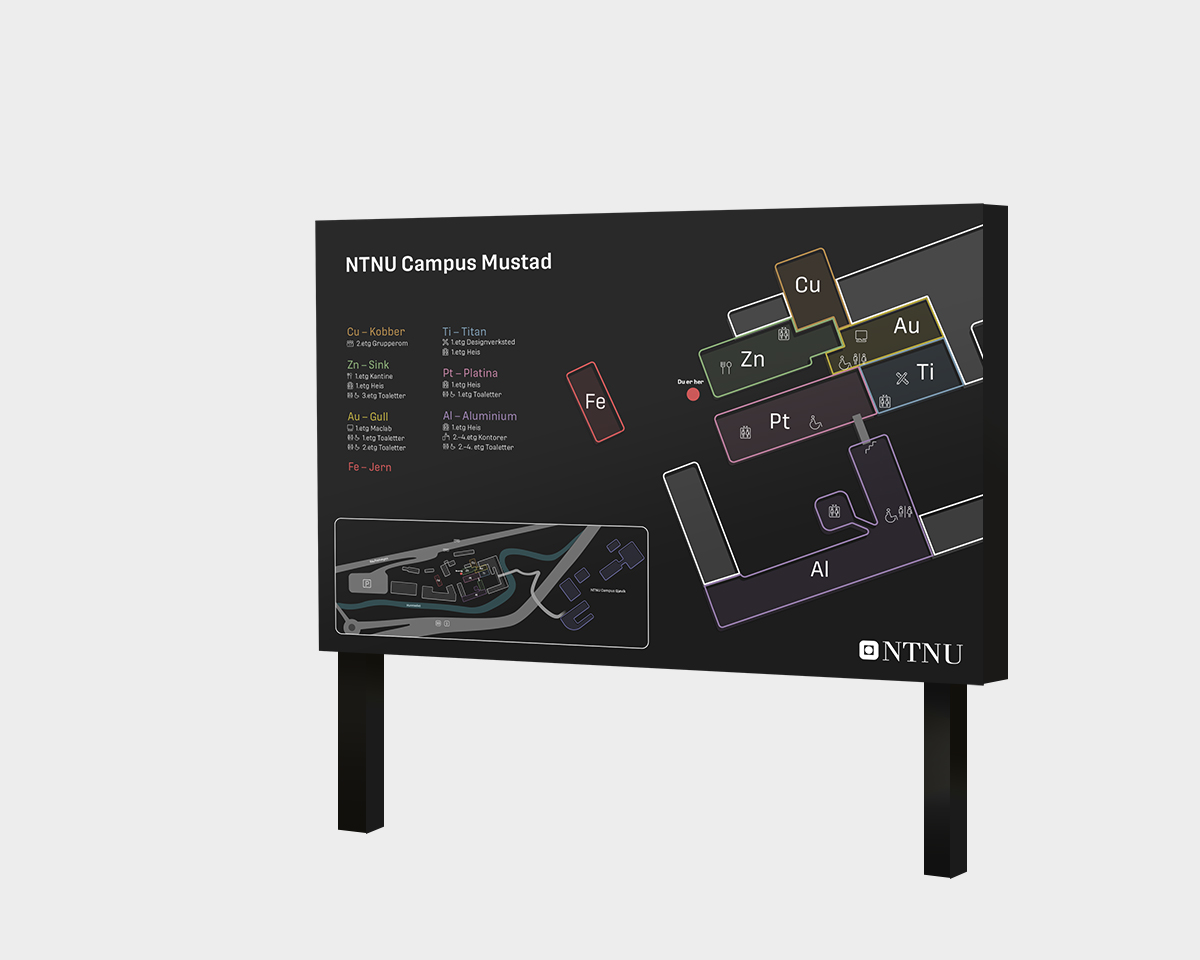 NTNU Campus Mustad
Cu – Kobber
2.etg Grupperom
Zn – Sink
1.etg Kantine
1.etg Heis
3.etg Toaletter
Au – Gull
1.etg Maclab
1.etg Toaletter
2.etg Toaletter
Fe – Jern
Ti – Titan
1.etg Designverksted
1.etg Heis
Pt – Platina
1.etg Heis
1.etg Toaletter
Al – Aluminium
1.etg Heis
2.-4.etg Kontorer
2.-4. etg Toaletter
Cu
Au
Zn
Ti
Du er her
Fe
Pt
Al
P
NTNU Campus Gjøvik
NTNU